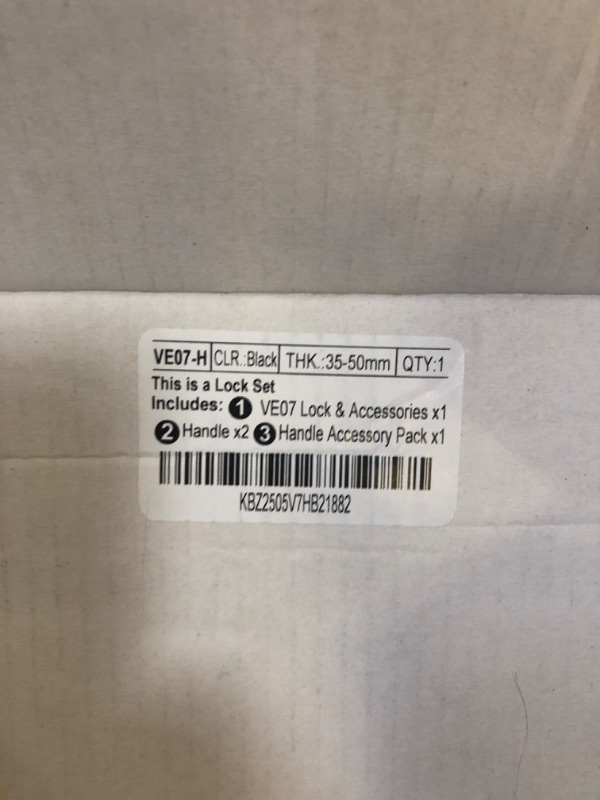 VE07-H CLR.:Black THK.:35-50mm QTY:1
This is a Lock Set
Includes: 1 VE07 Lock & Accessories x1
2 Handle x2 3 Handle Accessory Pack x1
KBZ2505V7HB21882